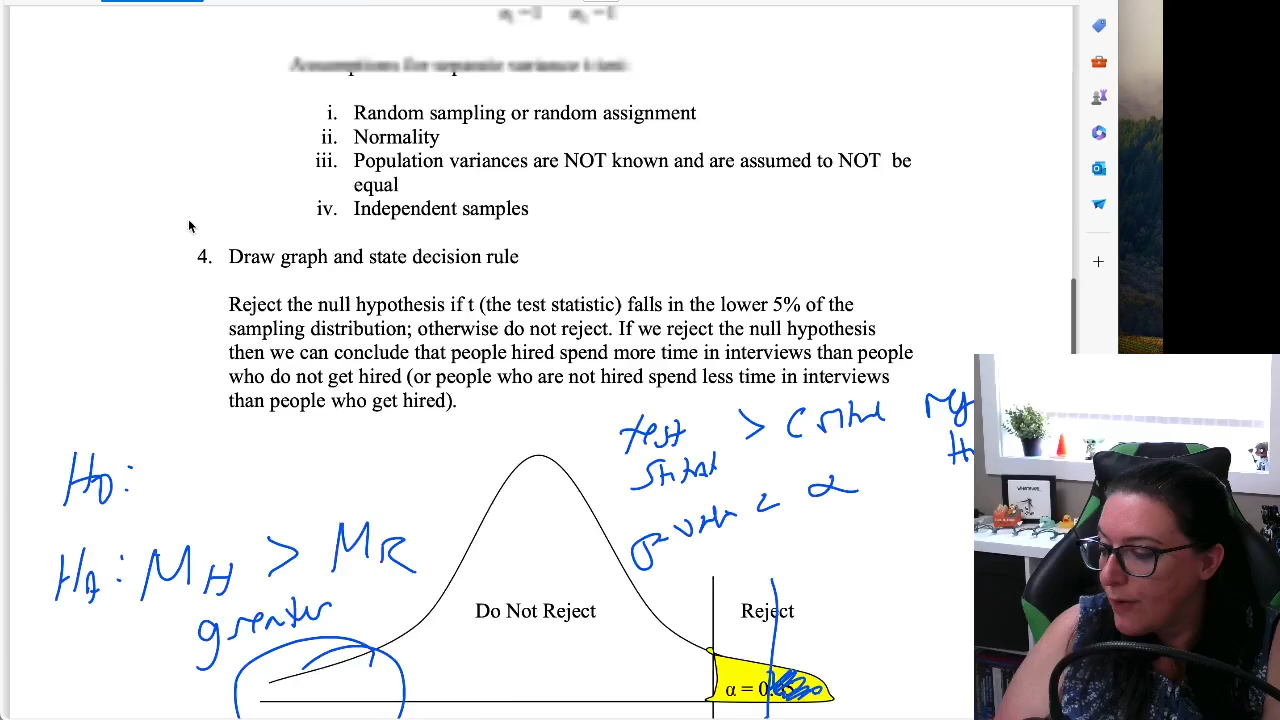 i. Random sampling or random assignment
ii. Normality
iii. Population variances are NOT known and are assumed to NOT be
equal
iv. Independent samples
4. Draw graph and state decision rule
Reject the null hypothesis if t (the test statistic) falls in the lower 5% of the
sampling distribution; otherwise do not reject. If we reject the null hypothesis
then we can conclude that people hired spend more time in interviews than people
who do not get hired (or people who are not hired spend less time in interviews
than people who get hired).
test >
H0:
< α
HA: MH > MR
greater
Do Not Reject
Reject
α = 0.